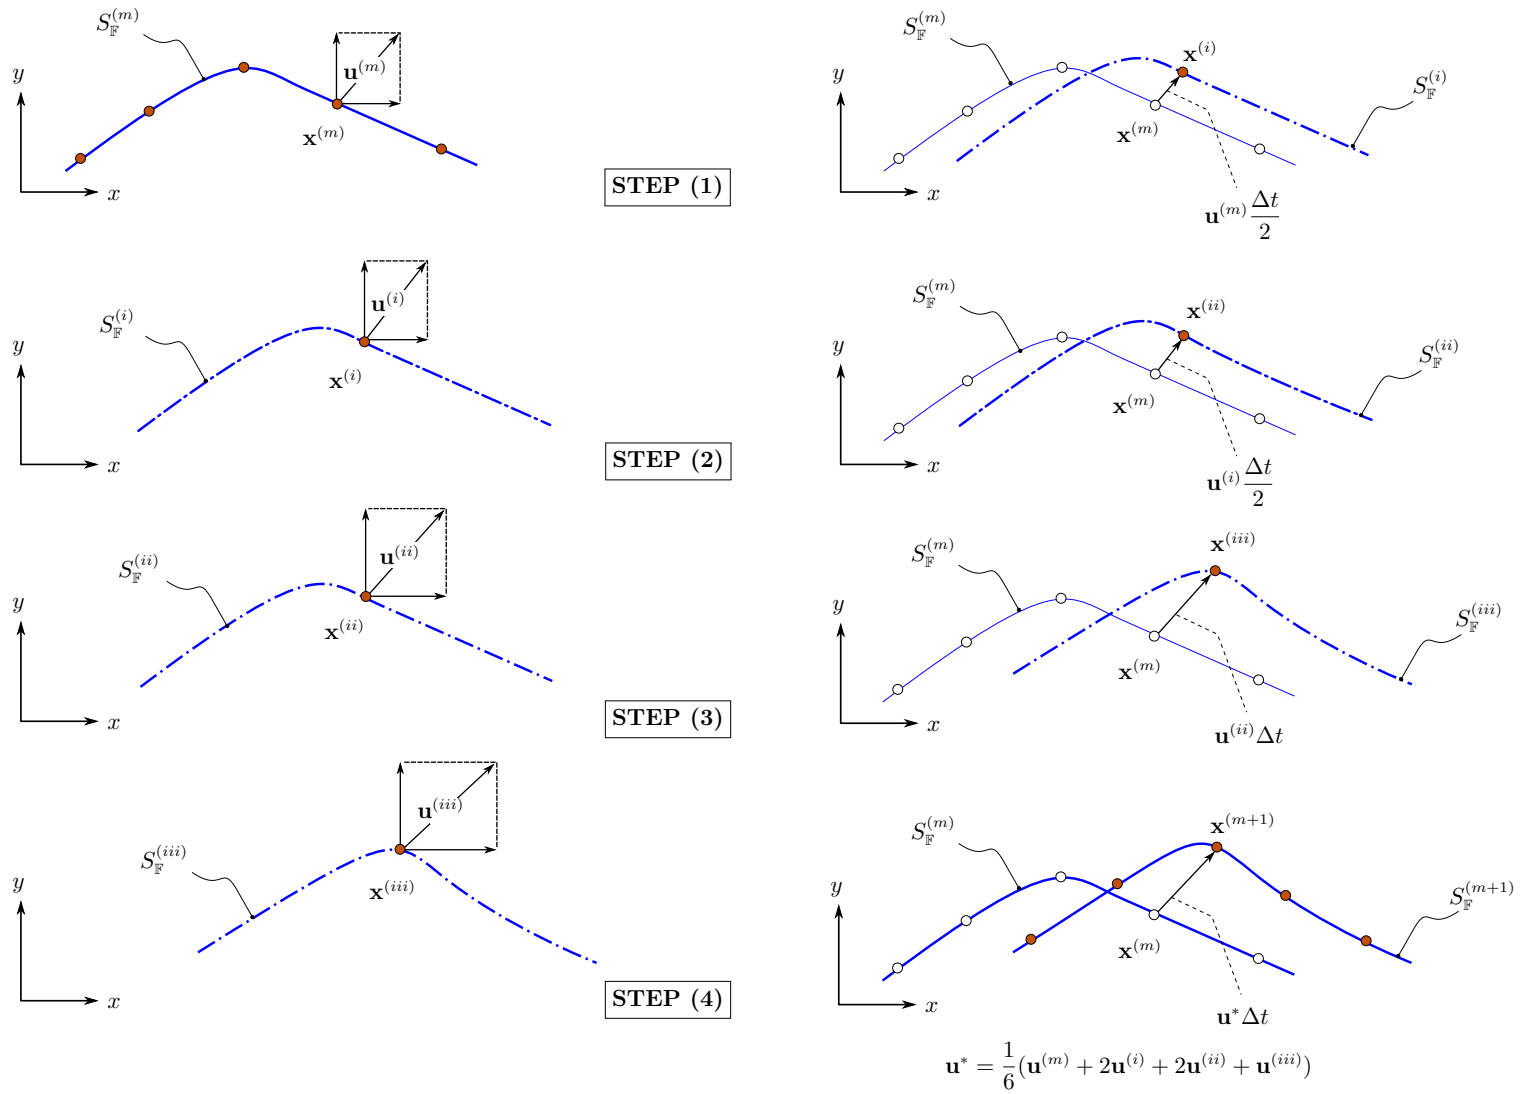 S_𝔽^(m)
u^(m)
y
x^(m)
x
STEP (1)
S_𝔽^(m)
x^(i)
y
S_𝔽^(i)
x^(m)
x
u^(m) Δt/2
S_𝔽^(i)
u^(i)
y
x^(i)
x
STEP (2)
S_𝔽^(m)
x^(ii)
y
S_𝔽^(ii)
x^(m)
x
u^(i) Δt/2
S_𝔽^(ii)
u^(ii)
y
x^(ii)
x
STEP (3)
S_𝔽^(m)
x^(iii)
y
S_𝔽^(iii)
x^(m)
x
u^(ii)Δt
S_𝔽^(iii)
u^(iii)
y
x^(iii)
x
STEP (4)
S_𝔽^(m)
x^(m+1)
y
S_𝔽^(m+1)
x^(m)
x
u*Δt
u* = 1/6(u^(m) + 2u^(i) + 2u^(ii) + u^(iii))